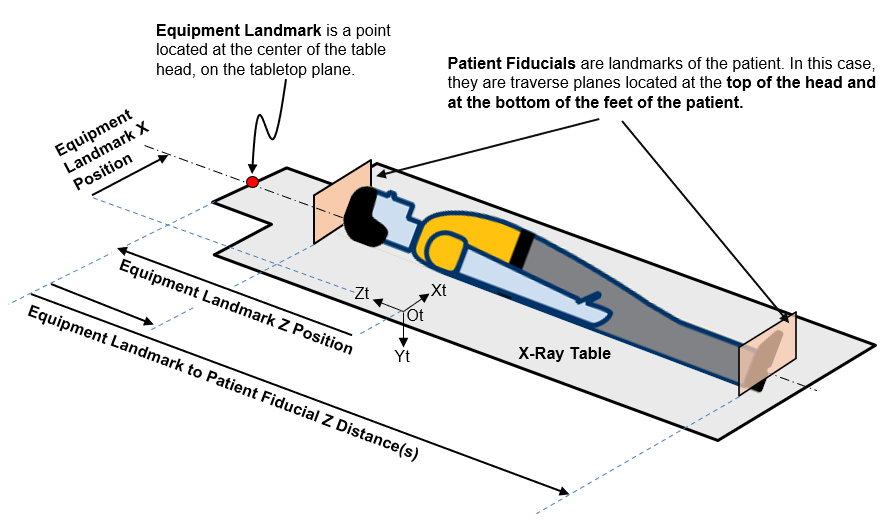 Equipment Landmark is a point
located at the center of the table
head, on the tabletop plane.
Patient Fiducials are landmarks of the patient. In this case,
they are traverse planes located at the top of the head and
at the bottom of the feet of the patient.
Equipment
Landmark X
Position
Equipment Landmark Z Position
Equipment Landmark to Patient Fiducial Z Distance(s)
Zt
Xt
Ot
Yt
X-Ray Table